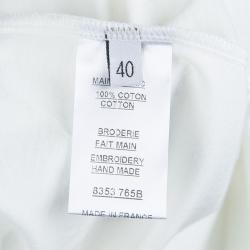 40
100% COTON
COTTON
BRODERIE
FAIT MAIN
EMBROIDERY
HAND MADE
8353 765B
MADE IN FRANCE